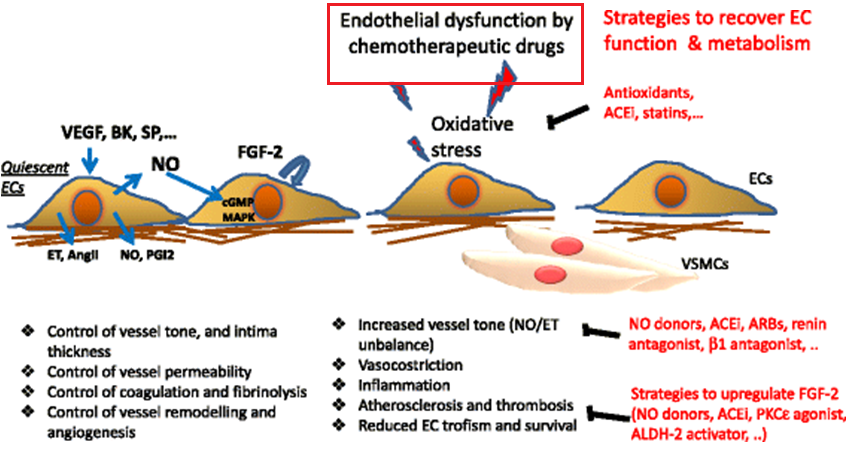 Endothelial dysfunction by
chemotherapeutic drugs
Strategies to recover EC
function & metabolism
Antioxidants,
ACEi, statins,...
Oxidative
stress
VEGF, BK, SP,...
NO
FGF-2
Quiescent
ECs
cGMP
MAPK
ECs
ET, AngII
NO, PGI2
VSMCs
❖ Control of vessel tone, and intima
thickness
❖ Control of vessel permeability
❖ Control of coagulation and fibrinolysis
❖ Control of vessel remodelling and
angiogenesis
❖ Increased vessel tone (NO/ET
unbalance)
❖ Vasocostriction
❖ Inflammation
❖ Atherosclerosis and thrombosis
❖ Reduced EC trofism and survival
NO donors, ACEi, ARBs, renin
antagonist, β1 antagonist, ..
Strategies to upregulate FGF-2
(NO donors, ACEi, PKCε agonist,
ALDH-2 activator, ..)